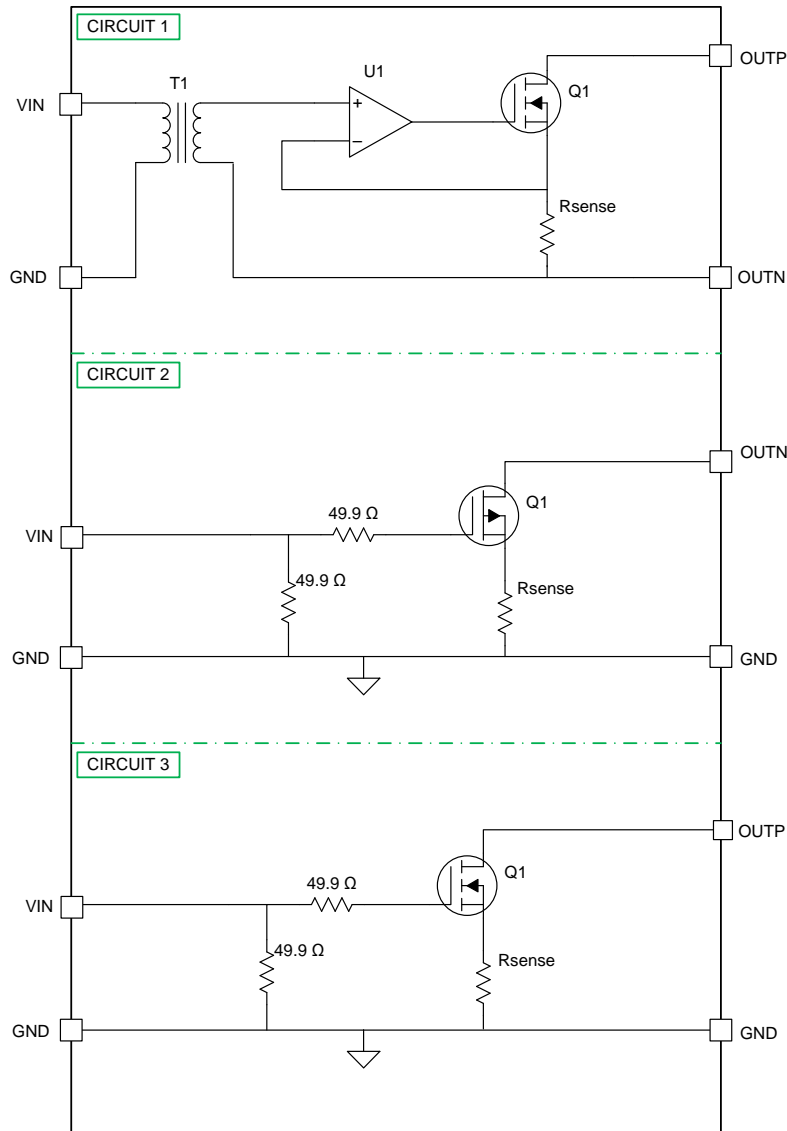 CIRCUIT 1
OUTP
T1
U1
Q1
VIN
+
−
Rsense
GND
OUTN
CIRCUIT 2
OUTN
Q1
49.9 Ω
VIN
49.9 Ω
Rsense
GND
GND
CIRCUIT 3
OUTP
Q1
49.9 Ω
VIN
49.9 Ω
Rsense
GND
GND